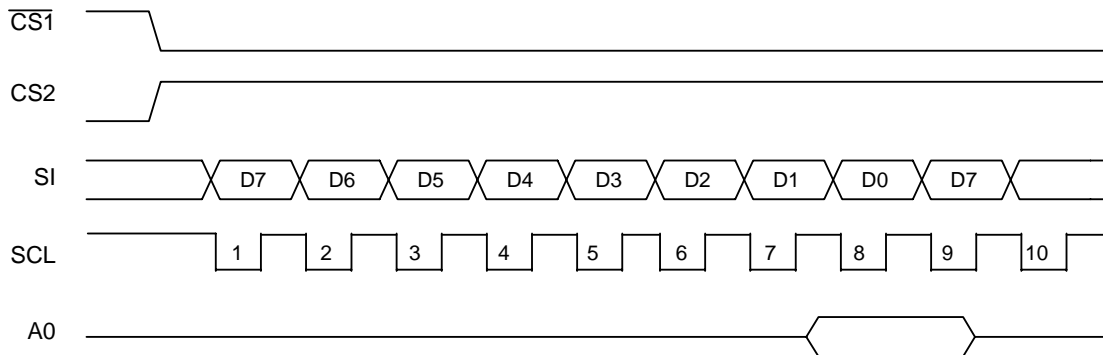 CS1
CS2
SI D7 D6 D5 D4 D3 D2 D1 D0 D7
SCL 1 2 3 4 5 6 7 8 9 10
A0